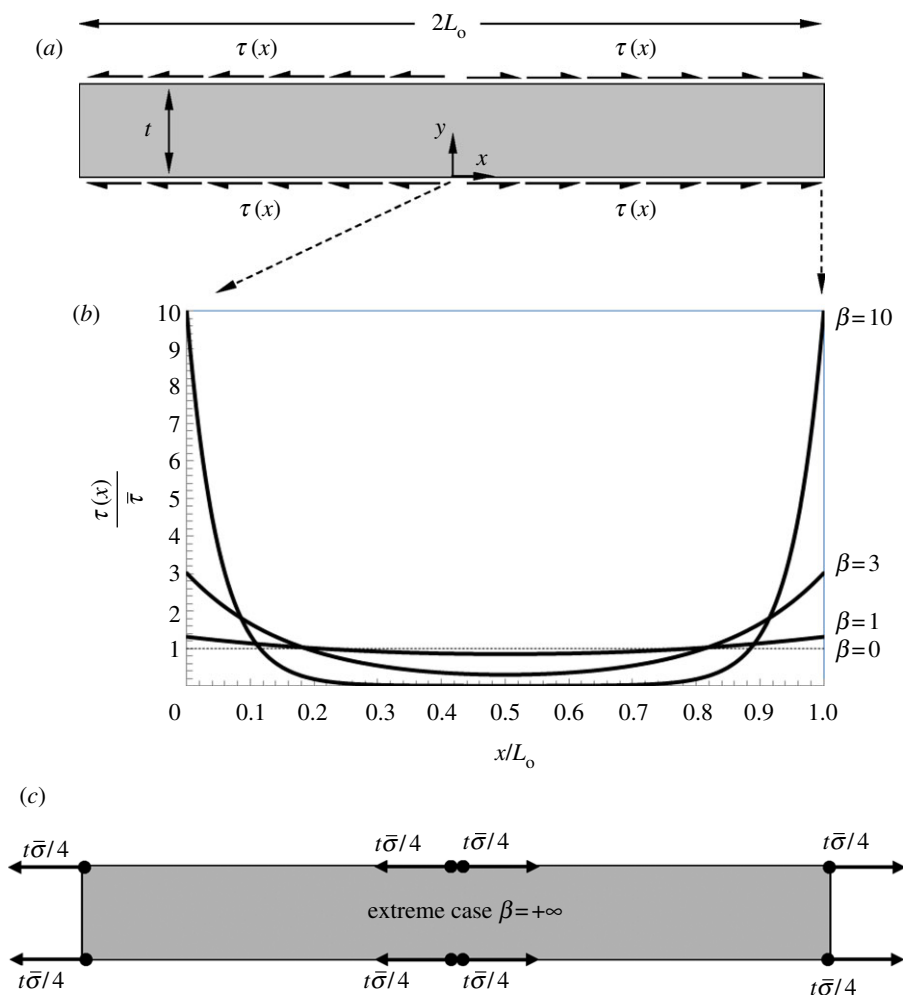 2Lₒ
(a)
τ(x) τ(x)
t
y
x
τ(x) τ(x)
(b)
10
9
8
7
6
5
4
3
2
1
τ(x)
τ̄
β=10
β=3
β=1
β=0
0 0.1 0.2 0.3 0.4 0.5 0.6 0.7 0.8 0.9 1.0
x/Lₒ
(c)
tσ̄/4 tσ̄/4 tσ̄/4 tσ̄/4
extreme case β=+∞
tσ̄/4 tσ̄/4 tσ̄/4 tσ̄/4